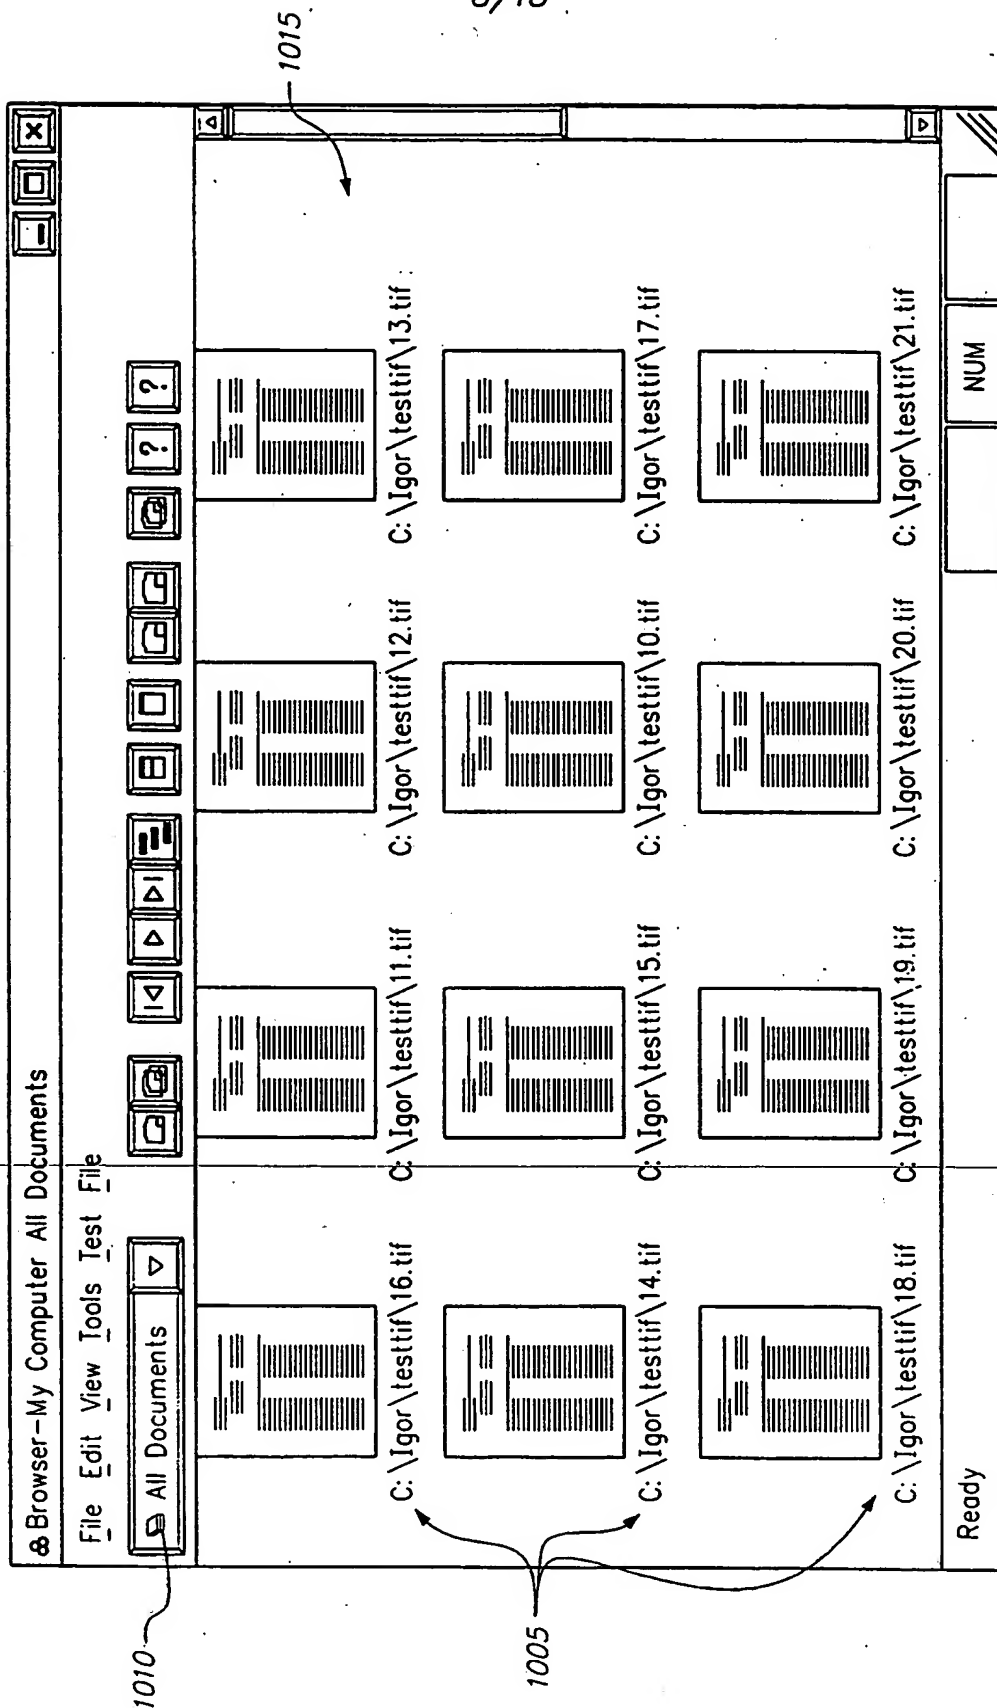 1015
Browser-My Computer All Documents
File Edit View Tools Test File
All Documents
? ?
1010
C:\Igor\testtif\16.tif C:\Igor\testtif\11.tif C:\Igor\testtif\12.tif C:\Igor\testtif\13.tif
C:\Igor\testtif\14.tif C:\Igor\testtif\15.tif C:\Igor\testtif\10.tif C:\Igor\testtif\17.tif
C:\Igor\testtif\18.tif C:\Igor\testtif\19.tif C:\Igor\testtif\20.tif C:\Igor\testtif\21.tif
1005
Ready NUM